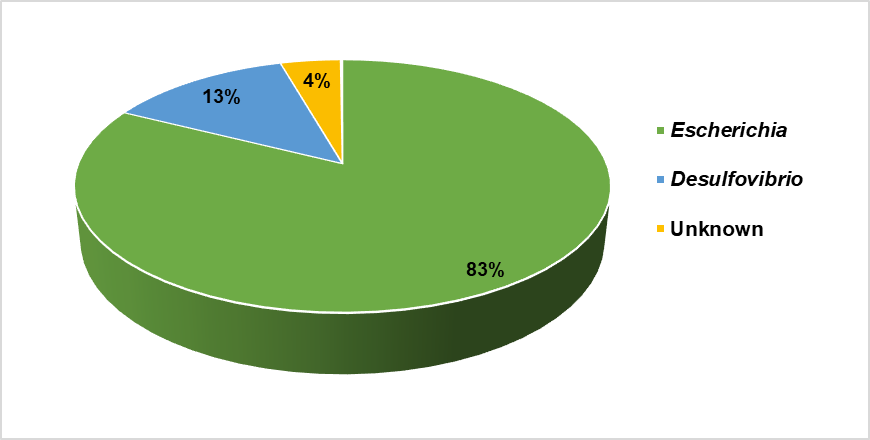 4%
13%
Escherichia
Desulfovibrio
Unknown
83%